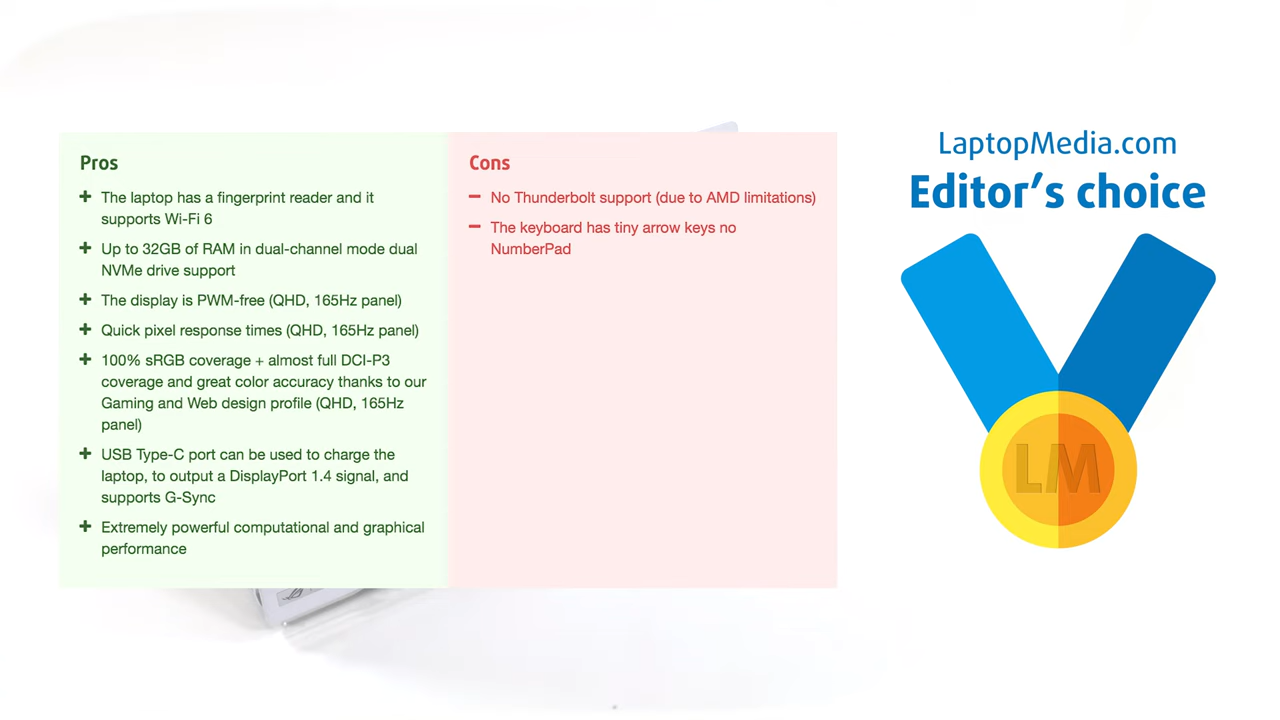 Pros
+ The laptop has a fingerprint reader and it
supports Wi-Fi 6
+ Up to 32GB of RAM in dual-channel mode dual
NVMe drive support
+ The display is PWM-free (QHD, 165Hz panel)
+ Quick pixel response times (QHD, 165Hz panel)
+ 100% sRGB coverage + almost full DCI-P3
coverage and great color accuracy thanks to our
Gaming and Web design profile (QHD, 165Hz
panel)
+ USB Type-C port can be used to charge the
laptop, to output a DisplayPort 1.4 signal, and
supports G-Sync
+ Extremely powerful computational and graphical
performance
Cons
− No Thunderbolt support (due to AMD limitations)
− The keyboard has tiny arrow keys no
NumberPad
LaptopMedia.com
Editor's choice
LM